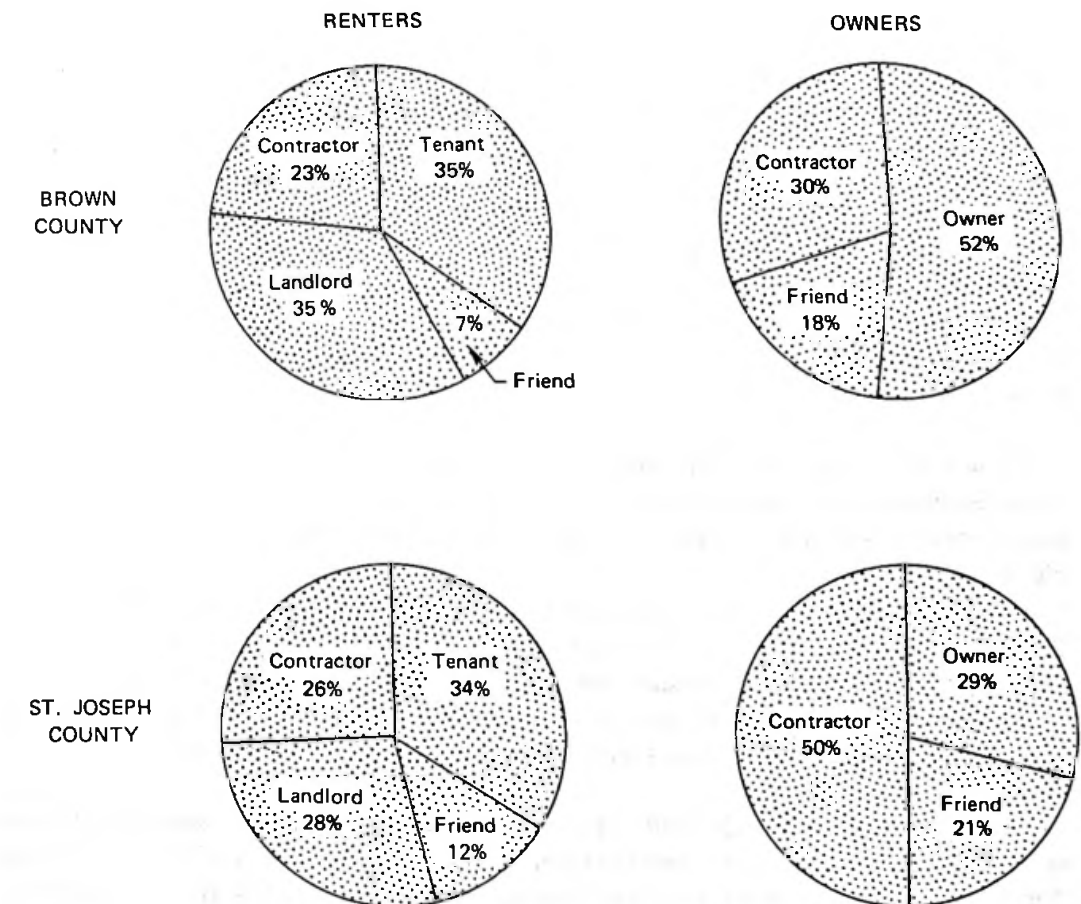 RENTERS
OWNERS
BROWN
COUNTY
Contractor
23%
Tenant
35%
Landlord
35%
7%
Friend
Contractor
30%
Owner
52%
Friend
18%
ST. JOSEPH
COUNTY
Contractor
26%
Tenant
34%
Landlord
28%
Friend
12%
Contractor
50%
Owner
29%
Friend
21%